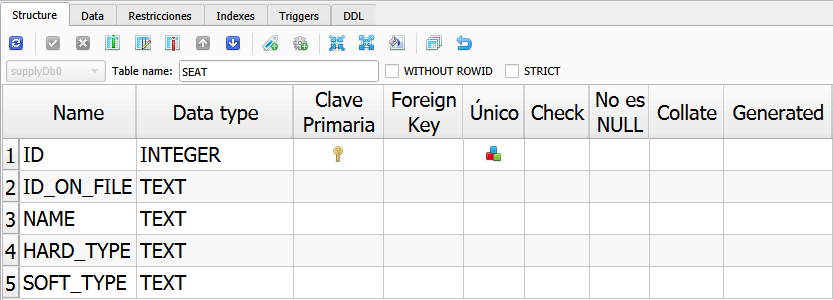 Structure Data Restricciones Indexes Triggers DDL
supplyDb0 Table name: SEAT WITHOUT ROWID STRICT
Name Data type Clave Primaria Foreign Key Único Check No es NULL Collate Generated
1 ID INTEGER
2 ID_ON_FILE TEXT
3 NAME TEXT
4 HARD_TYPE TEXT
5 SOFT_TYPE TEXT